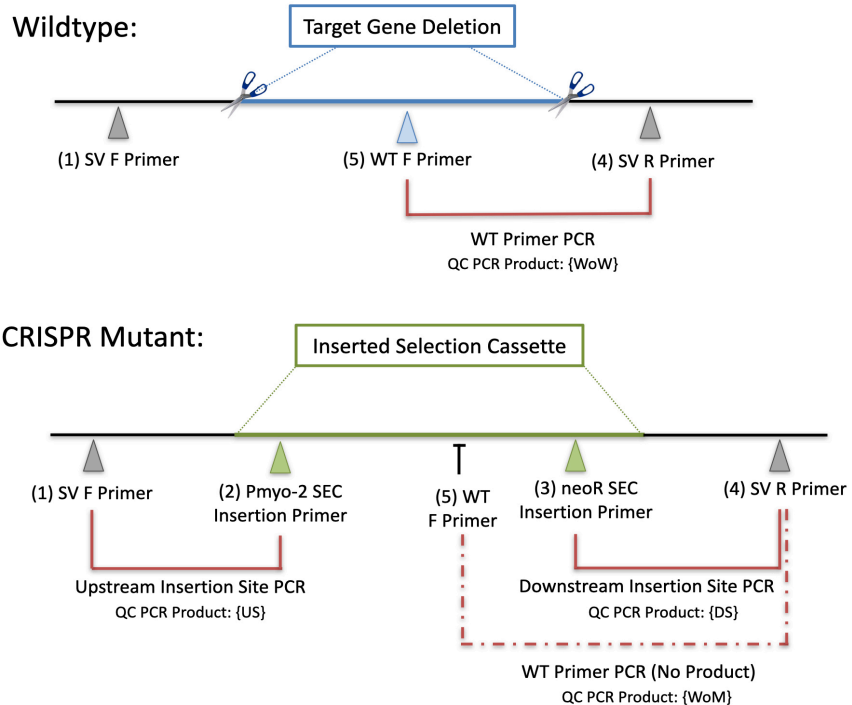 Wildtype:
Target Gene Deletion
(1) SV F Primer
(5) WT F Primer
(4) SV R Primer
WT Primer PCR
QC PCR Product: {WoW}
CRISPR Mutant:
Inserted Selection Cassette
(1) SV F Primer
(2) Pmyo-2 SEC
Insertion Primer
(5) WT
F Primer
(3) neoR SEC
Insertion Primer
(4) SV R Primer
Upstream Insertion Site PCR
QC PCR Product: {US}
Downstream Insertion Site PCR
QC PCR Product: {DS}
WT Primer PCR (No Product)
QC PCR Product: {WoM}